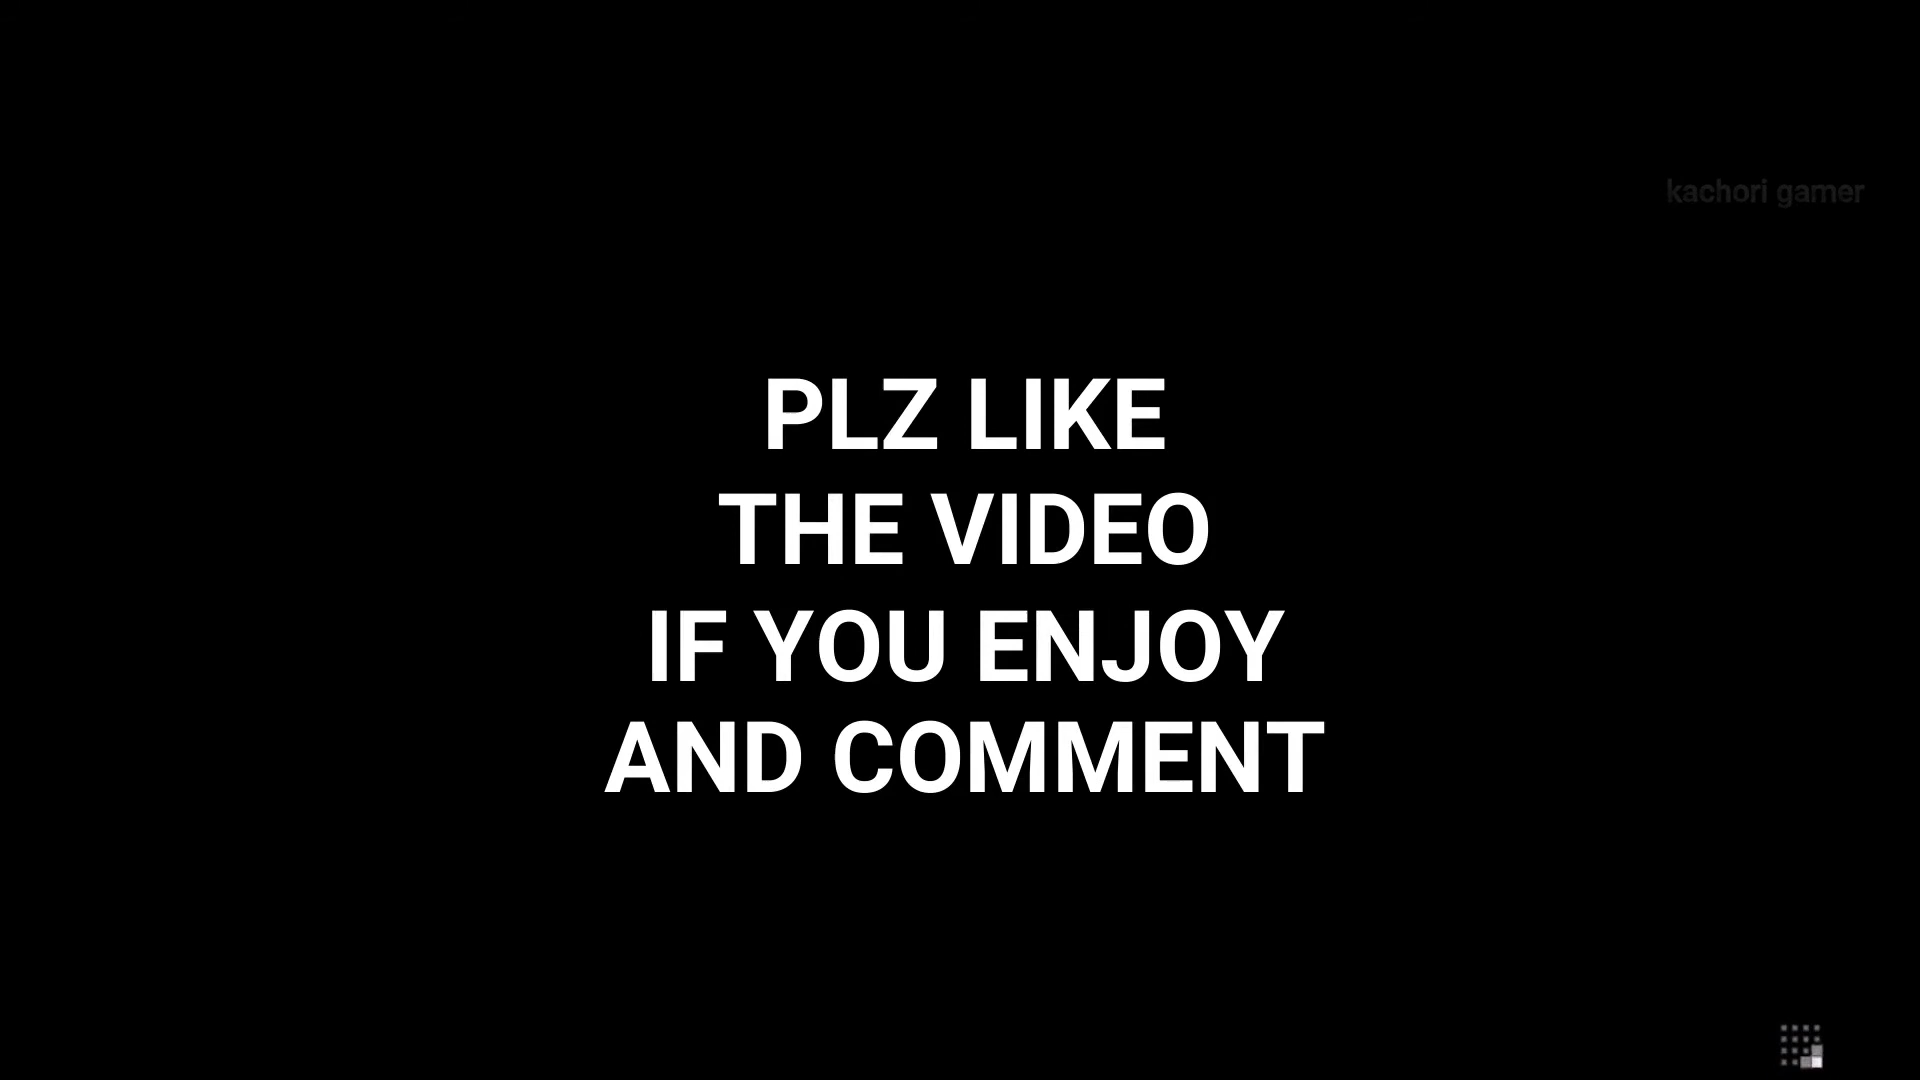 kachori gamer
PLZ LIKE
THE VIDEO
IF YOU ENJOY
AND COMMENT